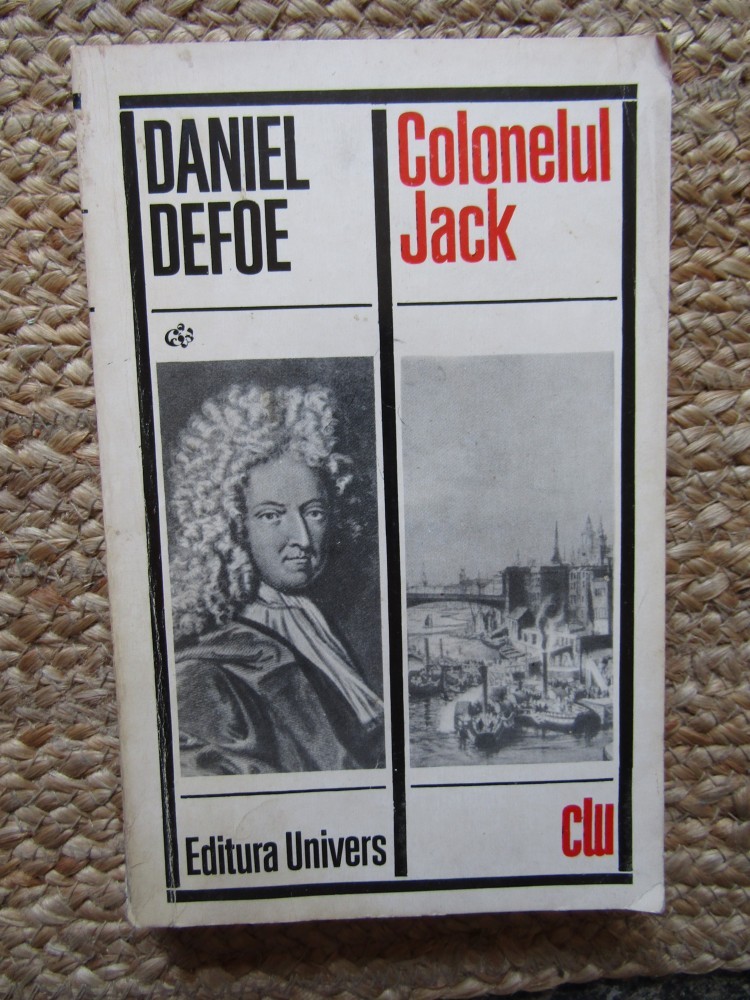 DANIEL
DEFOE
Colonelul
Jack
Editura Univers
clu